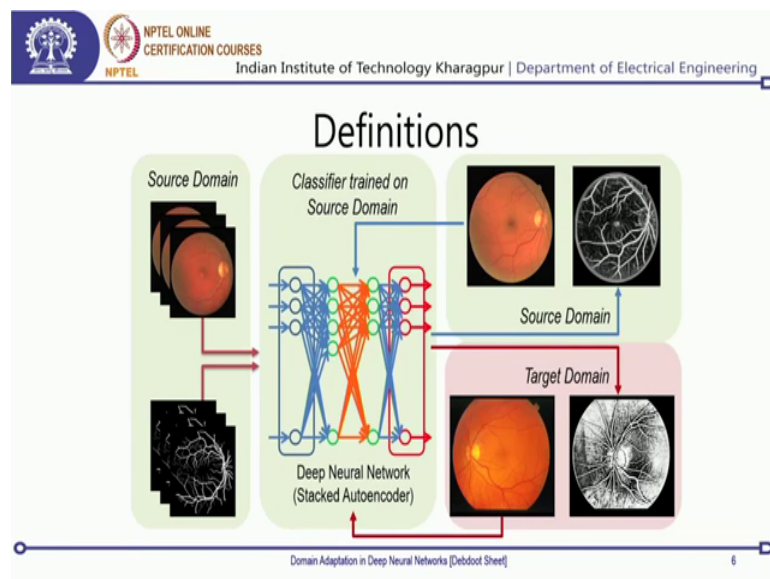 NPTEL ONLINE
CERTIFICATION COURSES
NPTEL
Indian Institute of Technology Kharagpur | Department of Electrical Engineering
Definitions
Source Domain
Classifier trained on
Source Domain
Source Domain
Target Domain
Deep Neural Network
(Stacked Autoencoder)
Domain Adaptation in Deep Neural Networks [Debdoot Sheet]
6